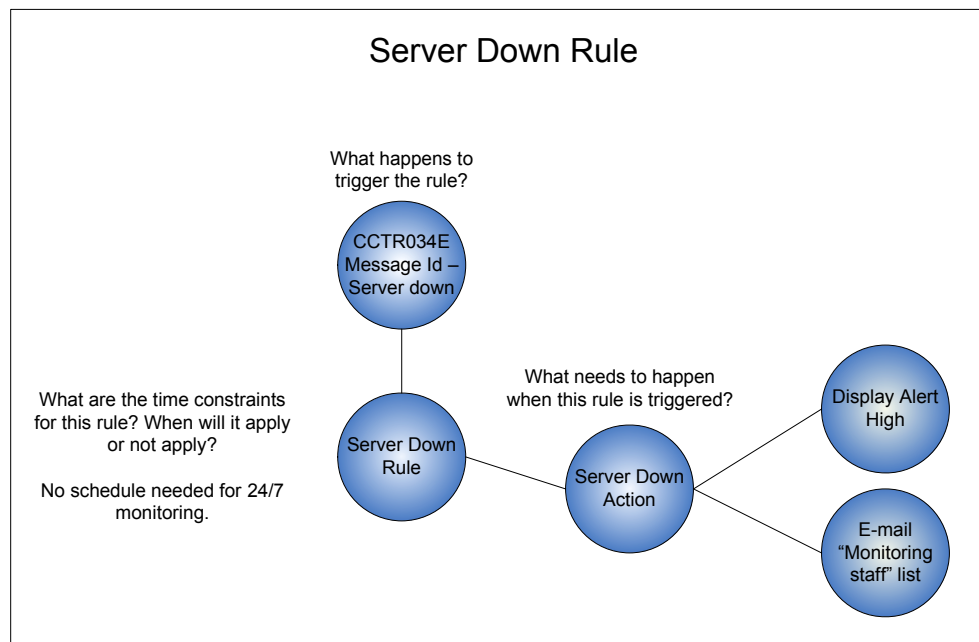 Server Down Rule
What happens to
trigger the rule?
CCTR034E
Message Id –
Server down
What are the time constraints
for this rule? When will it apply
or not apply?
No schedule needed for 24/7
monitoring.
Server Down
Rule
What needs to happen
when this rule is triggered?
Server Down
Action
Display Alert
High
E-mail
“Monitoring
staff” list